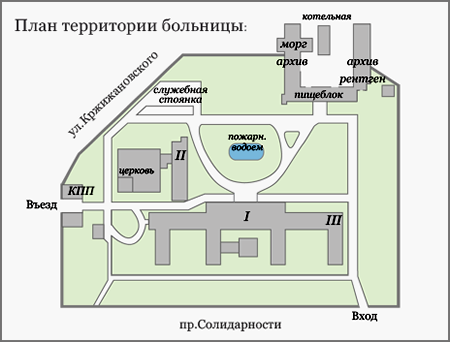 План территории больницы:
котельная
морг
архив
архив
рентген
пищеблок
ул.Кржижановского
служебная
стоянка
пожарн.
водоем
церковь
II
КПП
Въезд
I
III
Вход
пр.Солидарности